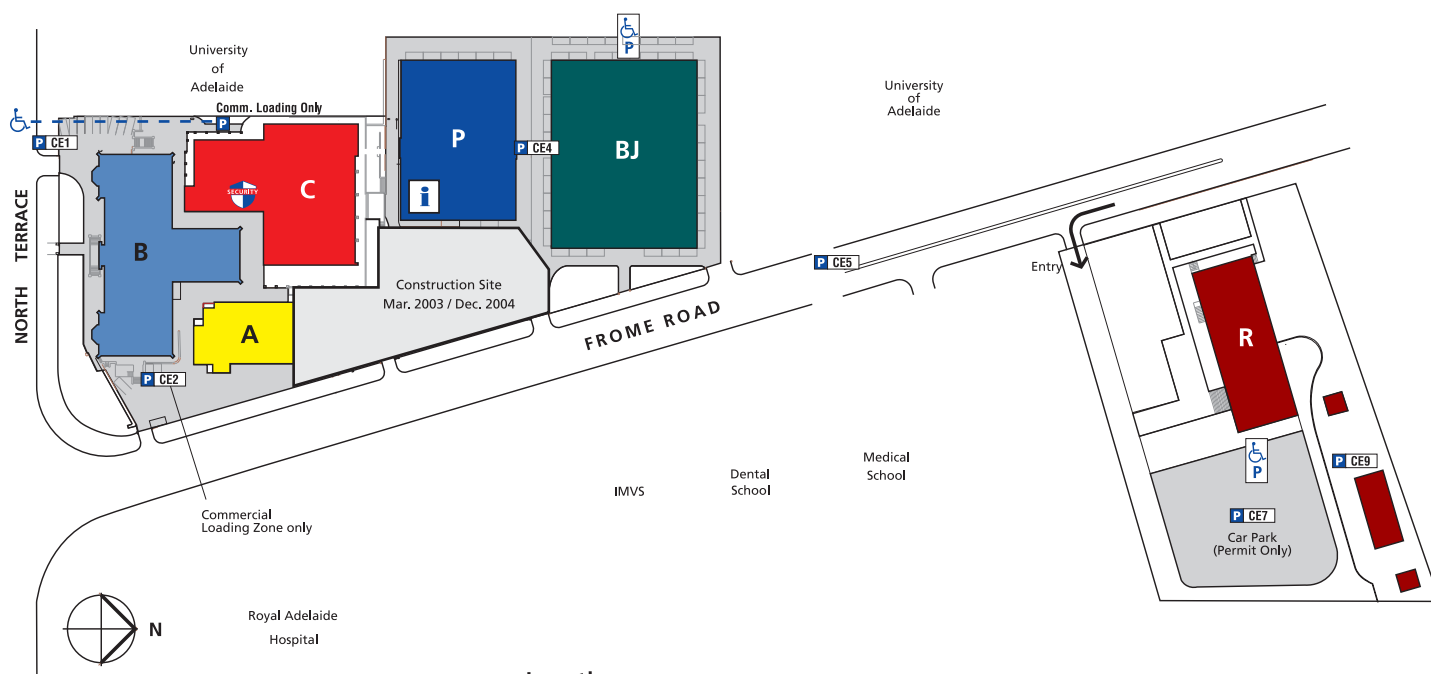 University
of
Adelaide
Comm. Loading Only
P
P CE1
P
P CE4
P
BJ
University
of
Adelaide
SECURITY
C
i
NORTH TERRACE
B
Construction Site
Mar. 2003 / Dec. 2004
P CE5
Entry
FROME ROAD
A
R
P CE2
P
P CE9
Medical
School
Dental
School
IMVS
P CE7
Car Park
(Permit Only)
Commercial
Loading Zone only
N
Royal Adelaide
Hospital